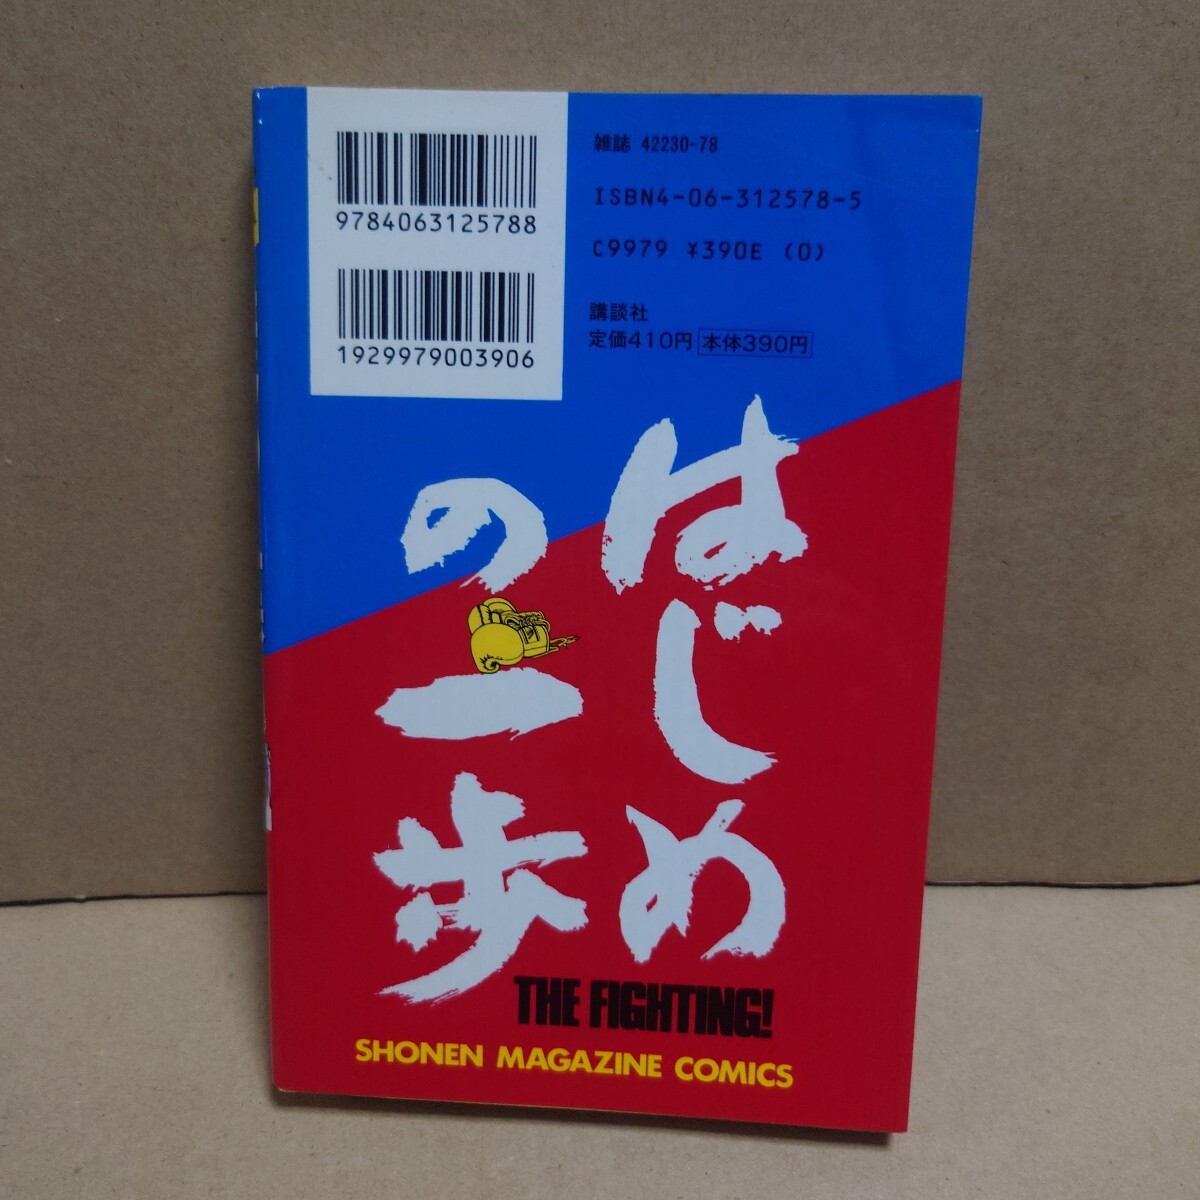 9784063125788
1929979003906
雑誌 42230-78
ISBN4-06-312578-5
C9979 ¥390E (0)
講談社
定価410円 本体390円
はじめ
の一歩
THE FIGHTING!
SHONEN MAGAZINE COMICS